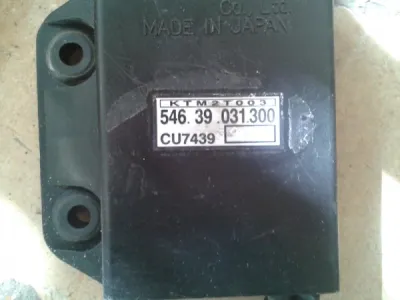 Co., Ltd.
MADE IN JAPAN
KTM2T003
546. 39 .031.300
CU7439